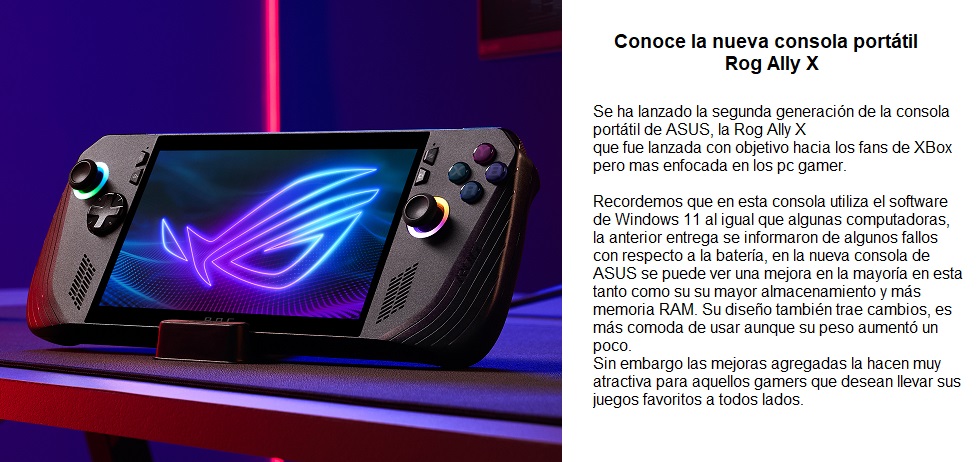 Conoce la nueva consola portátil
Rog Ally X
Se ha lanzado la segunda generación de la consola
portátil de ASUS, la Rog Ally X
que fue lanzada con objetivo hacia los fans de XBox
pero mas enfocada en los pc gamer.
Recordemos que en esta consola utiliza el software
de Windows 11 al igual que algunas computadoras,
la anterior entrega se informaron de algunos fallos
con respecto a la batería, en la nueva consola de
ASUS se puede ver una mejora en la mayoría en esta
tanto como su su mayor almacenamiento y más
memoria RAM. Su diseño también trae cambios, es
más comoda de usar aunque su peso aumentó un
poco.
Sin embargo las mejoras agregadas la hacen muy
atractiva para aquellos gamers que desean llevar sus
juegos favoritos a todos lados.